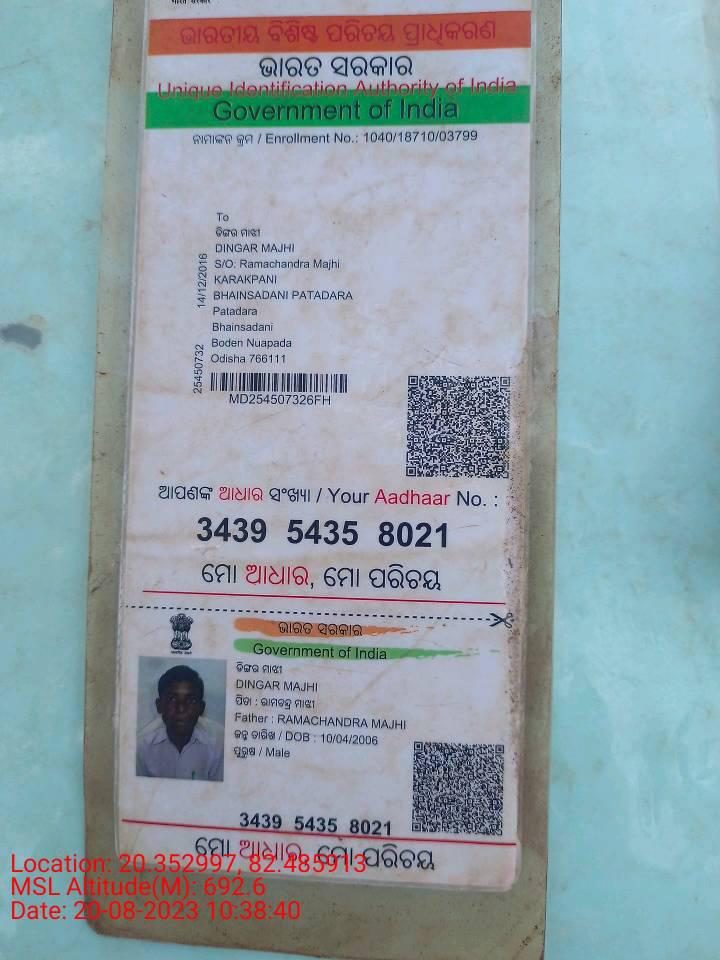 ଭାରତ ସରକାର
ଭାରତୀୟ ବିଶିଷ୍ଟ ପରିଚୟ ପ୍ରାଧିକରଣ
ଭାରତ ସରକାର
Unique Identification Authority of India
Government of India
ନାମାଙ୍କନ କ୍ରମ / Enrollment No.: 1040/18710/03799
To
ଡିଙ୍ଗର ମାଝୀ
DINGAR MAJHI
S/O: Ramachandra Majhi
KARAKPANI
BHAINSADANI PATADARA
Patadara
Bhainsadani
Boden Nuapada
Odisha 766111
14/12/2016
25450732
MD254507326FH
ଆପଣଙ୍କ ଆଧାର ସଂଖ୍ୟା / Your Aadhaar No. :
3439 5435 8021
ମୋ ଆଧାର, ମୋ ପରିଚୟ
ଭାରତ ସରକାର
Government of India
ଡିଙ୍ଗର ମାଝୀ
DINGAR MAJHI
ପିତା : ରାମଚନ୍ଦ୍ର ମାଝୀ
Father : RAMACHANDRA MAJHI
ଜନ୍ମ ତାରିଖ / DOB : 10/04/2006
ପୁରୁଷ / Male
3439 5435 8021
ମୋ ଆଧାର, ମୋ ପରିଚୟ
Location: 20.352997, 82.485913
MSL Altitude(M): 692.6
Date: 20-08-2023 10:38:40